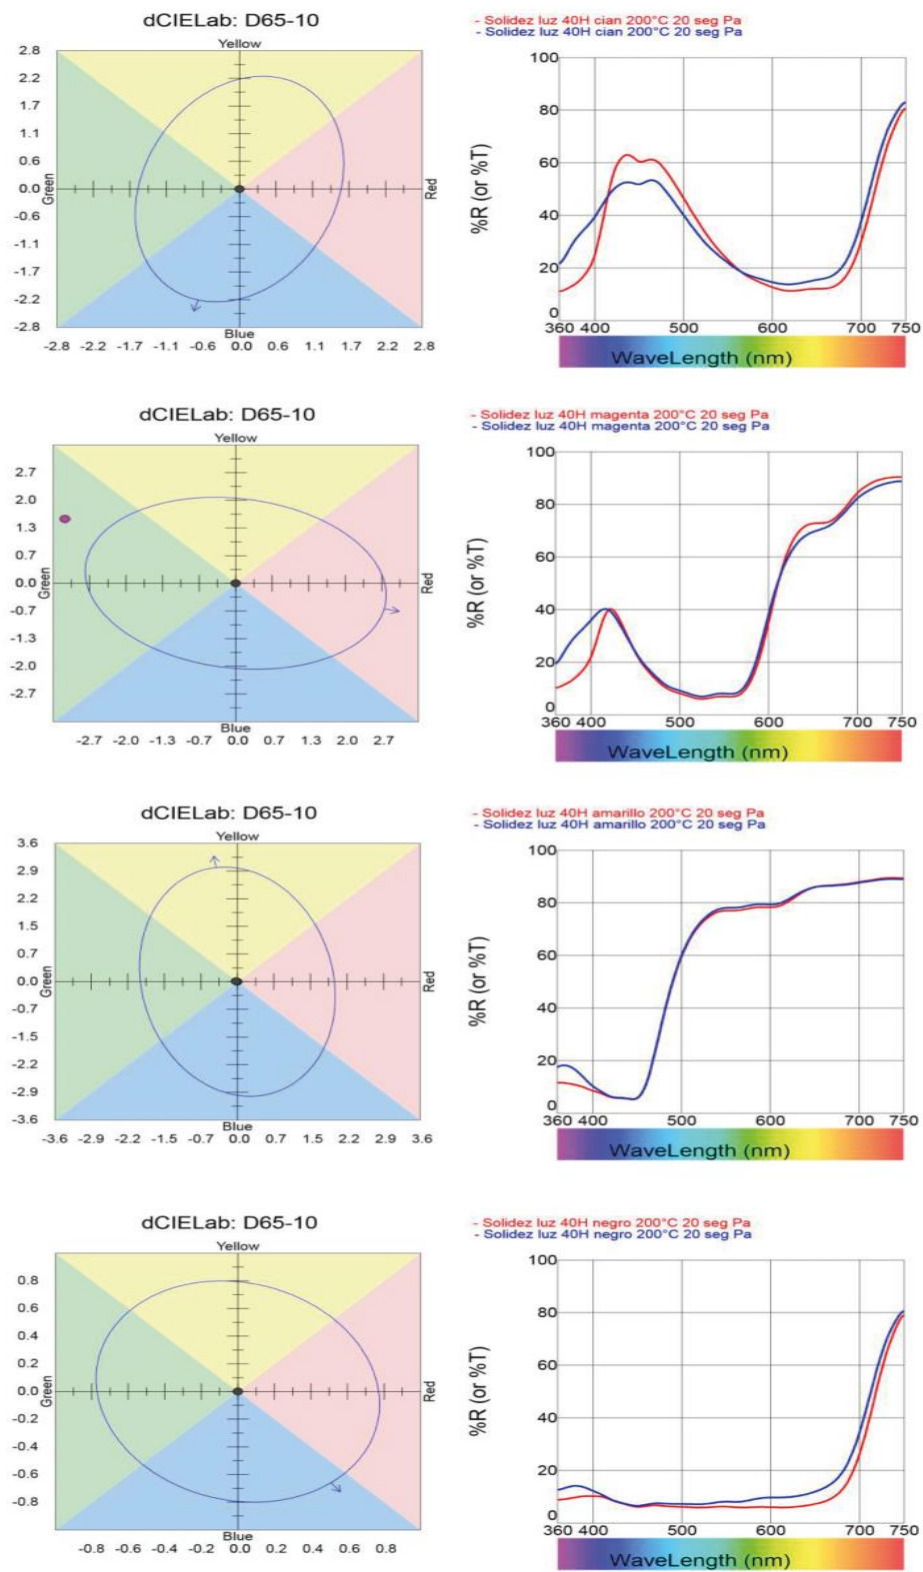 dCIELab: D65-10
Yellow
2.8
2.2
1.7
1.1
0.6
0.0
-0.6
-1.1
-1.7
-2.2
-2.8
Green
Red
Blue
-2.8 -2.2 -1.7 -1.1 -0.6 0.0 0.6 1.1 1.7 2.2 2.8
- Solidez luz 40H cian 200°C 20 seg Pa
- Solidez luz 40H cian 200°C 20 seg Pa
100
80
60
40
20
0
%R (or %T)
360 400 500 600 700 750
WaveLength (nm)
dCIELab: D65-10
Yellow
2.7
2.0
1.3
0.7
0.0
-0.7
-1.3
-2.0
-2.7
Green
Red
Blue
-2.7 -2.0 -1.3 -0.7 0.0 0.7 1.3 2.0 2.7
- Solidez luz 40H magenta 200°C 20 seg Pa
- Solidez luz 40H magenta 200°C 20 seg Pa
100
80
60
40
20
0
%R (or %T)
360 400 500 600 700 750
WaveLength (nm)
dCIELab: D65-10
Yellow
3.6
2.9
2.2
1.5
0.7
0.0
-0.7
-1.5
-2.2
-2.9
-3.6
Green
Red
Blue
-3.6 -2.9 -2.2 -1.5 -0.7 0.0 0.7 1.5 2.2 2.9 3.6
- Solidez luz 40H amarillo 200°C 20 seg Pa
- Solidez luz 40H amarillo 200°C 20 seg Pa
100
80
60
40
20
0
%R (or %T)
360 400 500 600 700 750
WaveLength (nm)
dCIELab: D65-10
Yellow
0.8
0.6
0.4
0.2
0.0
-0.2
-0.4
-0.6
-0.8
Green
Red
Blue
-0.8 -0.6 -0.4 -0.2 0.0 0.2 0.4 0.6 0.8
- Solidez luz 40H negro 200°C 20 seg Pa
- Solidez luz 40H negro 200°C 20 seg Pa
100
80
60
40
20
0
%R (or %T)
360 400 500 600 700 750
WaveLength (nm)